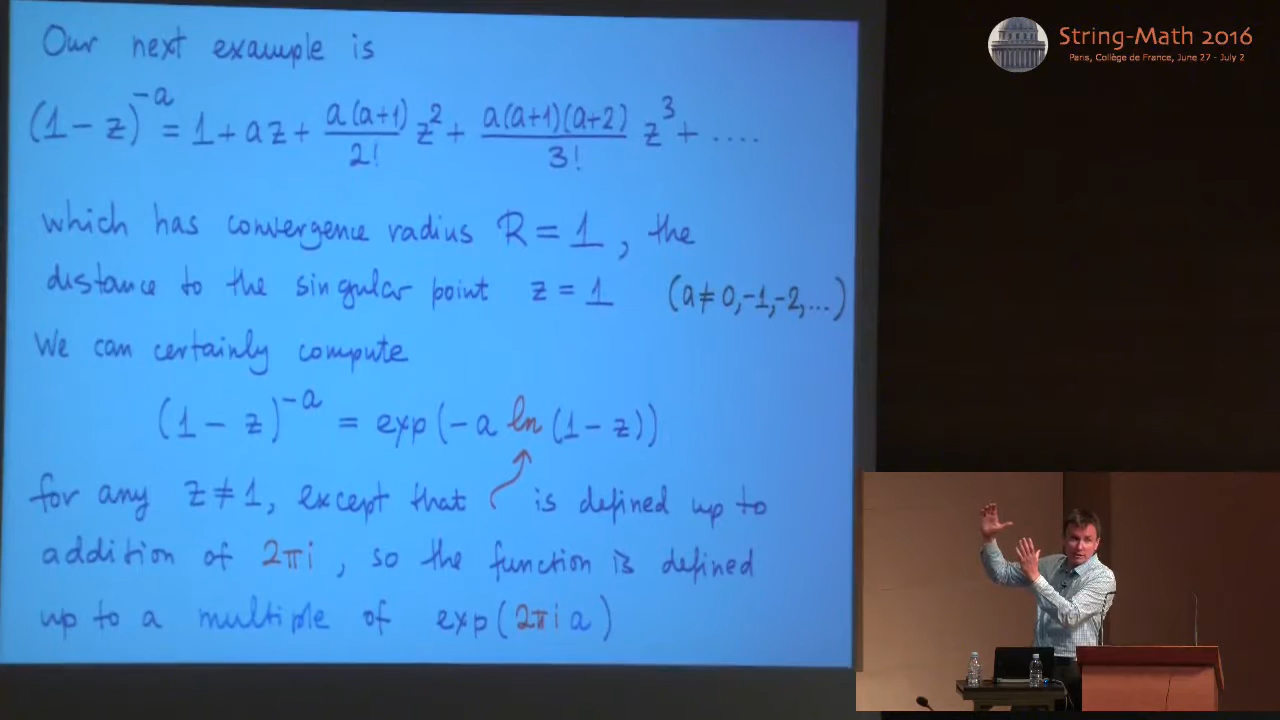 Our next example is
(1-z)^{-a} = 1 + az + \frac{a(a+1)}{2!} z^2 + \frac{a(a+1)(a+2)}{3!} z^3 + ....
which has convergence radius R = 1, the
distance to the singular point z = 1 (a ≠ 0, -1, -2, ...)
We can certainly compute
(1-z)^{-a} = exp(-a ln (1-z))
for any z ≠ 1, except that is defined up to
addition of 2πi, so the function is defined
up to a multiple of exp(2πi a)
String-Math 2016
Paris, Collège de France, June 27 - July 2